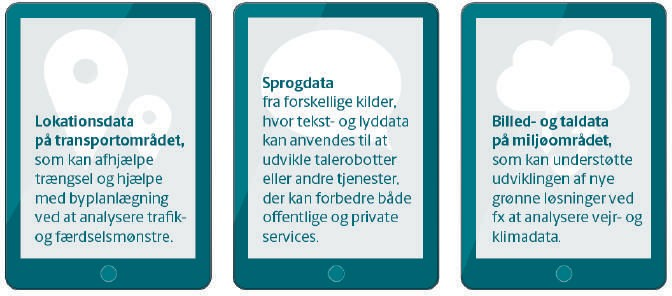 Lokationsdata
på transportområdet,
som kan afhjælpe
trængsel og hjælpe
med byplanlægning
ved at analysere trafik-
og færdselsmønstre.
Sprogdata
fra forskellige kilder,
hvor tekst- og lyddata
kan anvendes til at
udvikle talerobotter
eller andre tjenester,
der kan forbedre både
offentlige og private
services.
Billed- og taldata
på miljøområdet,
som kan understøtte
udviklingen af nye
grønne løsninger ved
fx at analysere vejr- og
klimadata.